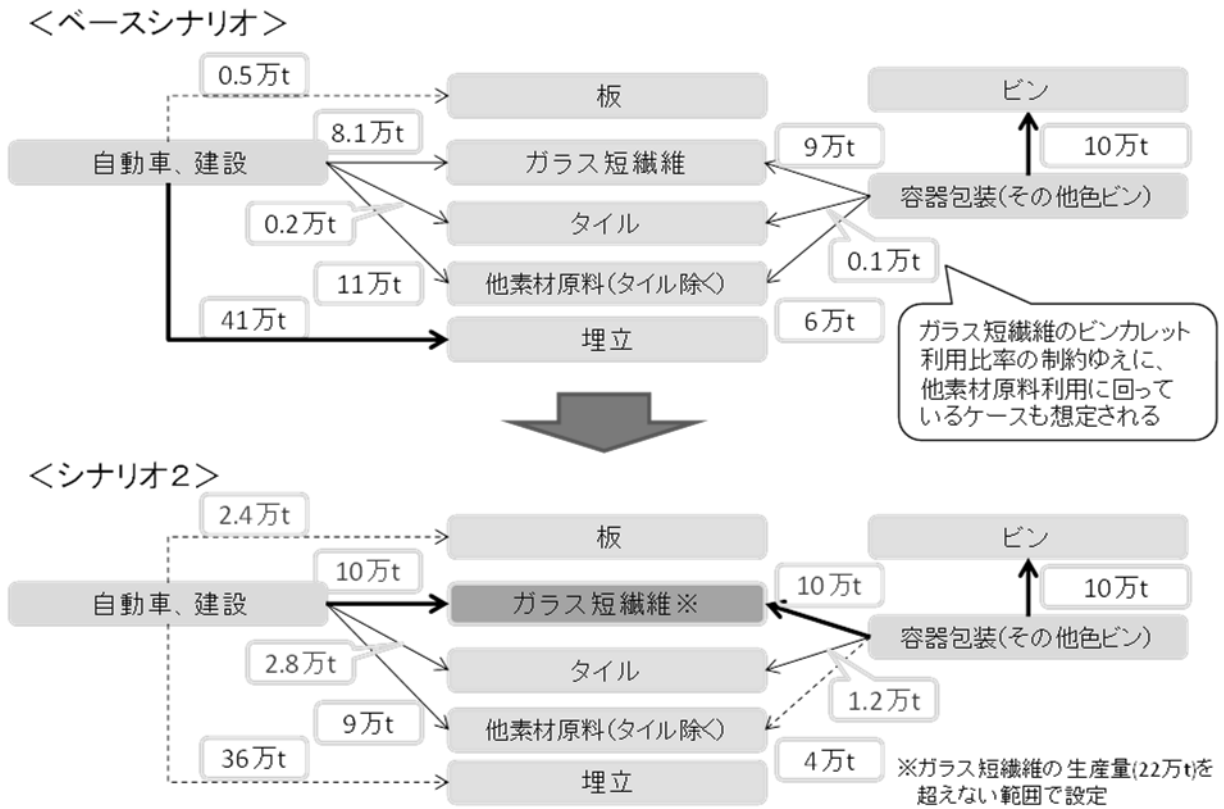 ＜ベースシナリオ＞
0.5万t
板
ビン
8.1万t
9万t
10万t
自動車、建設
ガラス短繊維
容器包装(その他色ビン)
0.2万t
タイル
0.1万t
11万t
他素材原料(タイル除く)
41万t
6万t
埋立
ガラス短繊維のビンカレット
利用比率の制約ゆえに、
他素材原料利用に回って
いるケースも想定される
＜シナリオ２＞
2.4万t
板
ビン
10万t
10万t
10万t
自動車、建設
ガラス短繊維※
容器包装(その他色ビン)
2.8万t
タイル
1.2万t
9万t
他素材原料(タイル除く)
36万t
4万t
埋立
※ガラス短繊維の生産量(22万t)を
超えない範囲で設定